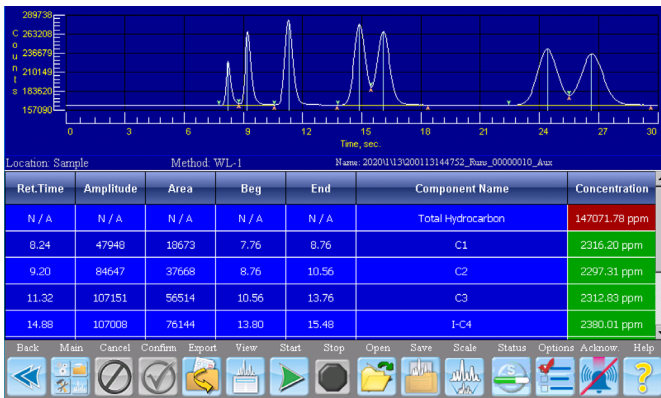 289738
263208
236679
210149
183620
157090
Counts
0 3 6 9 12 15 18 21 24 27 30
Time, sec.
Location: Sample Method: WL-1 Name: 2020\1\13\200113144752_Runs_00000010_Aux
Ret.Time Amplitude Area Beg End Component Name Concentration
N / A N / A N / A N / A N / A Total Hydrocarbon 147071.78 ppm
8.24 47948 18673 7.76 8.76 C1 2316.20 ppm
9.20 84647 37668 8.76 10.56 C2 2297.31 ppm
11.32 107151 56514 10.56 13.76 C3 2312.83 ppm
14.88 107008 76144 13.80 15.48 I-C4 2380.01 ppm
Back Main Cancel Confirm Export View Start Stop Open Save Scale Status Options Acknow. Help